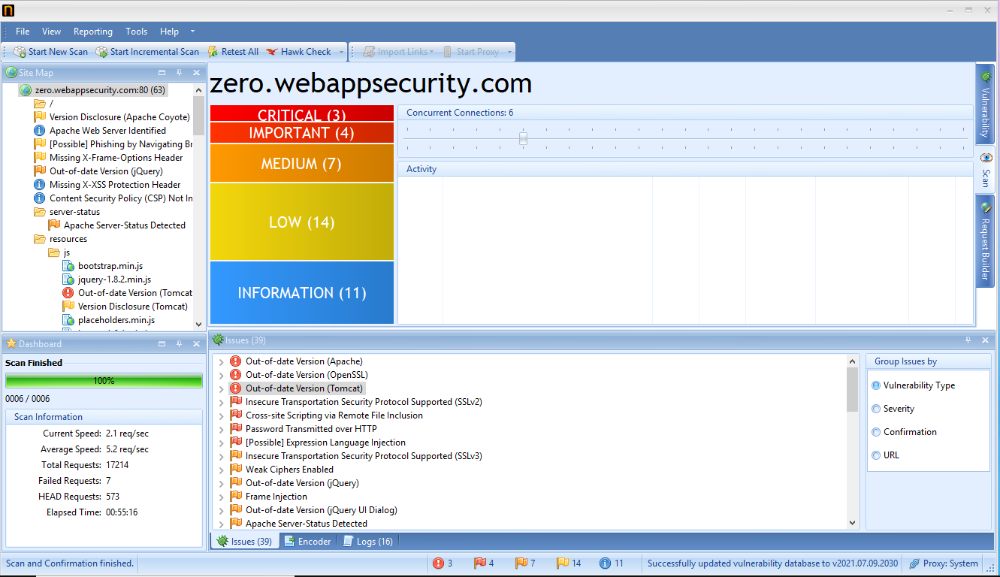 n
File View Reporting Tools Help
Start New Scan Start Incremental Scan Retest All Hawk Check Import Links Start Proxy
Site Map
zero.webappsecurity.com:80 (63)
/
Version Disclosure (Apache Coyote)
Apache Web Server Identified
[Possible] Phishing by Navigating Br
Missing X-Frame-Options Header
Out-of-date Version (jQuery)
Missing X-XSS Protection Header
Content Security Policy (CSP) Not In
server-status
Apache Server-Status Detected
resources
js
bootstrap.min.js
jquery-1.8.2.min.js
Out-of-date Version (Tomcat
Version Disclosure (Tomcat)
placeholders.min.js
zero.webappsecurity.com
CRITICAL (3)
IMPORTANT (4)
MEDIUM (7)
LOW (14)
INFORMATION (11)
Concurrent Connections: 6
Activity
Vulnerability
Scan
Request Builder
Dashboard
Scan Finished
100%
0006 / 0006
Scan Information
Current Speed: 2.1 req/sec
Average Speed: 5.2 req/sec
Total Requests: 17214
Failed Requests: 7
HEAD Requests: 573
Elapsed Time: 00:55:16
Issues (39)
Out-of-date Version (Apache)
Out-of-date Version (OpenSSL)
Out-of-date Version (Tomcat)
Insecure Transportation Security Protocol Supported (SSLv2)
Cross-site Scripting via Remote File Inclusion
Password Transmitted over HTTP
[Possible] Expression Language Injection
Insecure Transportation Security Protocol Supported (SSLv3)
Weak Ciphers Enabled
Out-of-date Version (jQuery)
Frame Injection
Out-of-date Version (jQuery UI Dialog)
Apache Server-Status Detected
Group Issues by
Vulnerability Type
Severity
Confirmation
URL
Issues (39) Encoder Logs (16)
Scan and Confirmation finished. 3 4 7 14 11 Successfully updated vulnerability database to v2021.07.09.2030 Proxy: System